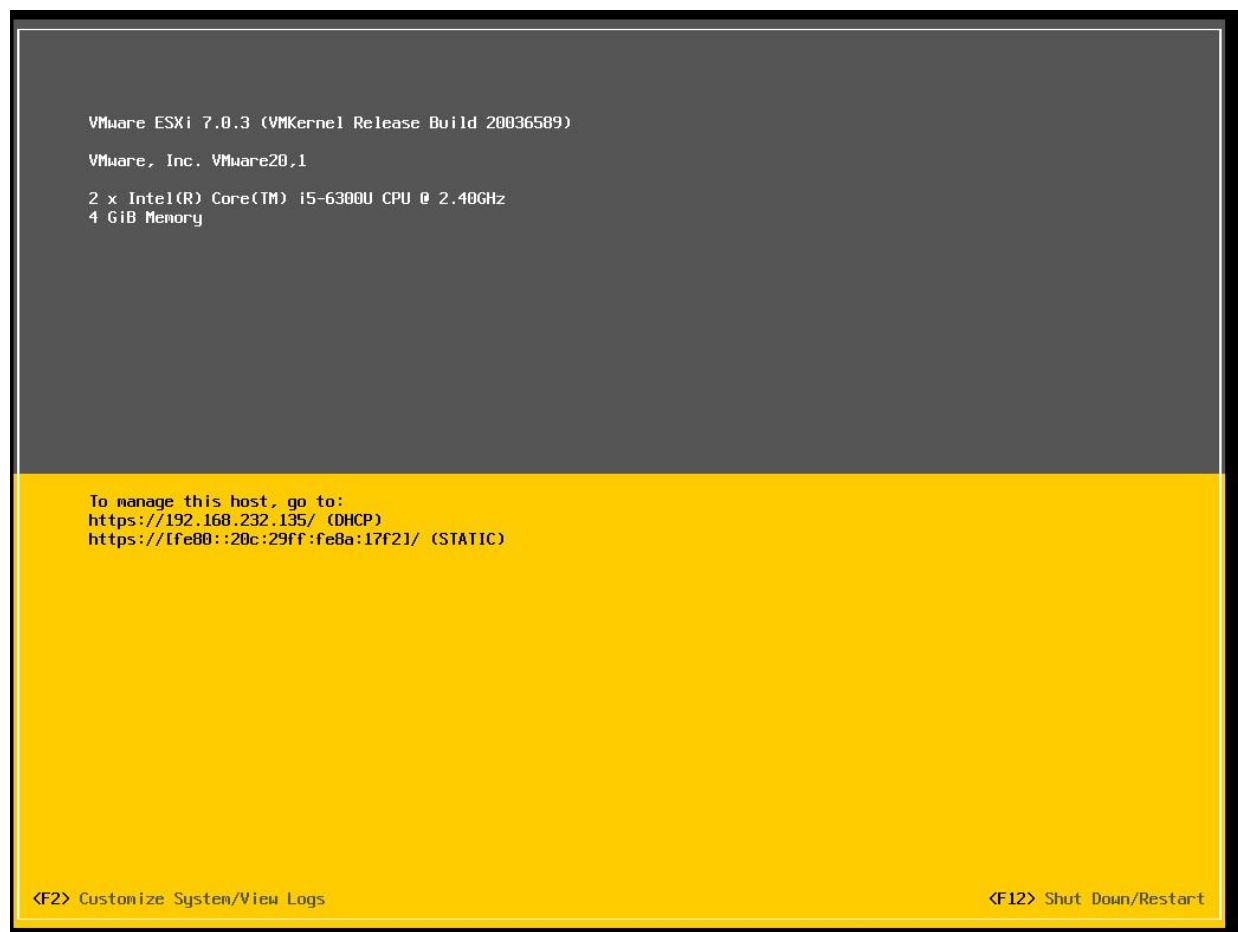 VMware ESXi 7.0.3 (VMKernel Release Build 20036589)
VMware, Inc. VMware20,1
2 x Intel(R) Core(TM) i5-6300U CPU @ 2.40GHz
4 GiB Memory
To manage this host, go to:
https://192.168.232.135/ (DHCP)
https://[fe80::20c:29ff:fe8a:17f2]/ (STATIC)
<F2> Customize System/View Logs
<F12> Shut Down/Restart